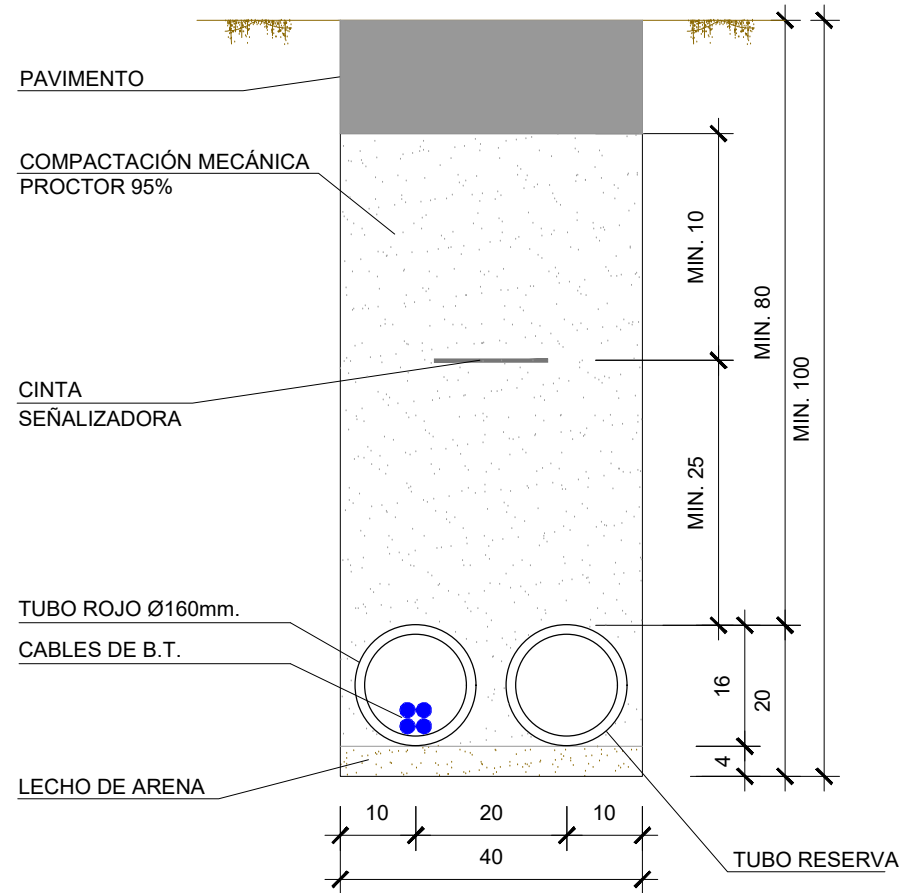 PAVIMENTO
COMPACTACIÓN MECÁNICA
PROCTOR 95%
CINTA
SEÑALIZADORA
TUBO ROJO Ø160mm.
CABLES DE B.T.
LECHO DE ARENA
MIN. 10
MIN. 25
MIN. 80
MIN. 100
16
20
4
10
20
10
40
TUBO RESERVA